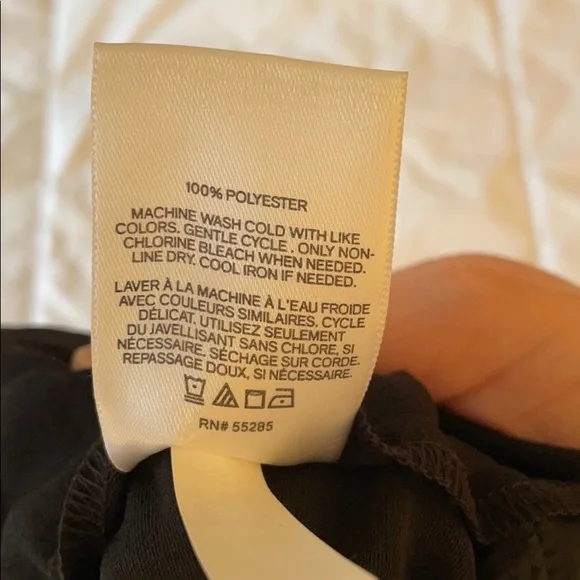 100% POLYESTER
MACHINE WASH COLD WITH LIKE
COLORS. GENTLE CYCLE . ONLY NON-
CHLORINE BLEACH WHEN NEEDED.
LINE DRY. COOL IRON IF NEEDED.
LAVER À LA MACHINE À L'EAU FROIDE
AVEC COULEURS SIMILAIRES. CYCLE
DÉLICAT. UTILISEZ SEULEMENT
DU JAVELLISANT SANS CHLORE, SI
NÉCESSAIRE. SÉCHAGE SUR CORDE.
REPASSAGE DOUX, SI NÉCESSAIRE.
RN# 55285